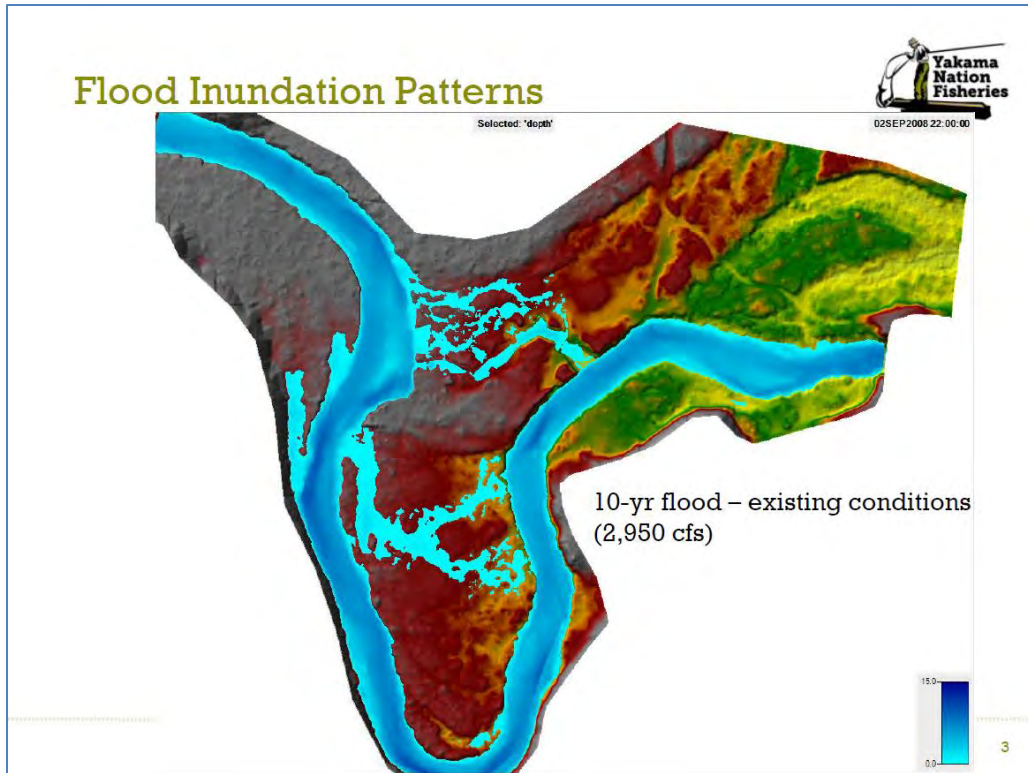 Flood Inundation Patterns
Yakama
Nation
Fisheries
Selected: 'depth'
02SEP2008 22:00:00
10-yr flood – existing conditions
(2,950 cfs)
15.0
0.0
3